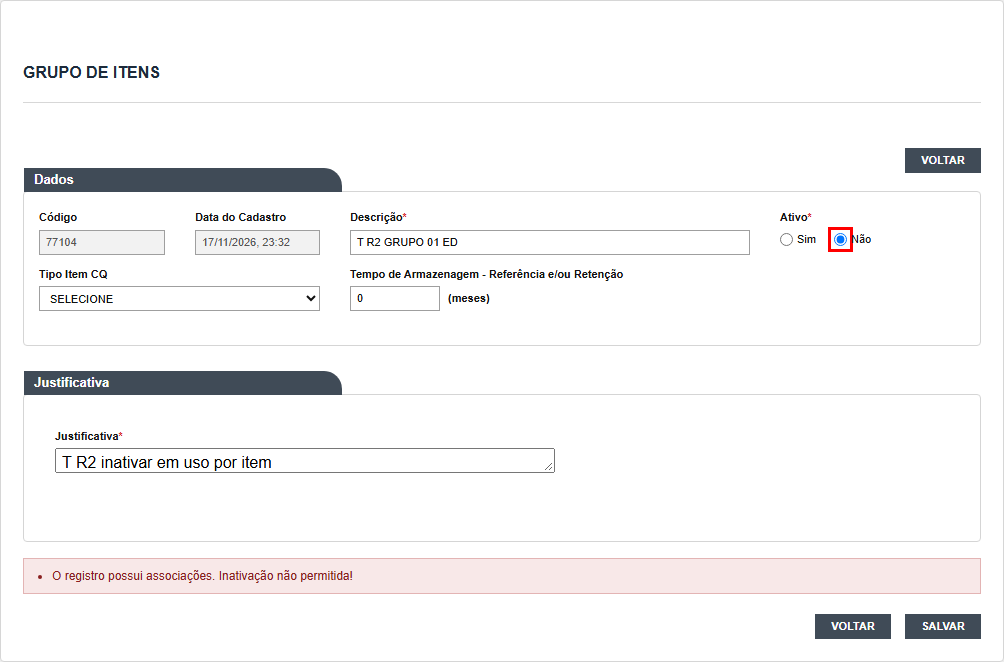 GRUPO DE ITENS
VOLTAR
Dados
Código
Data do Cadastro
Descrição*
Ativo*
77104
17/11/2026, 23:32
T R2 GRUPO 01 ED
Sim
Não
Tipo Item CQ
Tempo de Armazenagem - Referência e/ou Retenção
SELECIONE
0
(meses)
Justificativa
Justificativa*
T R2 inativar em uso por item
O registro possui associações. Inativação não permitida!
VOLTAR
SALVAR